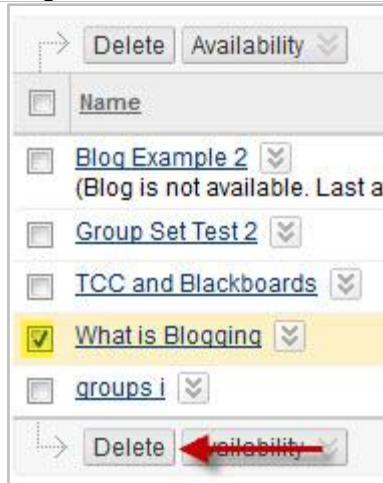 Delete Availability
Name
Blog Example 2
(Blog is not available. Last a
Group Set Test 2
TCC and Blackboards
What is Blogging
groups i
Delete Availability